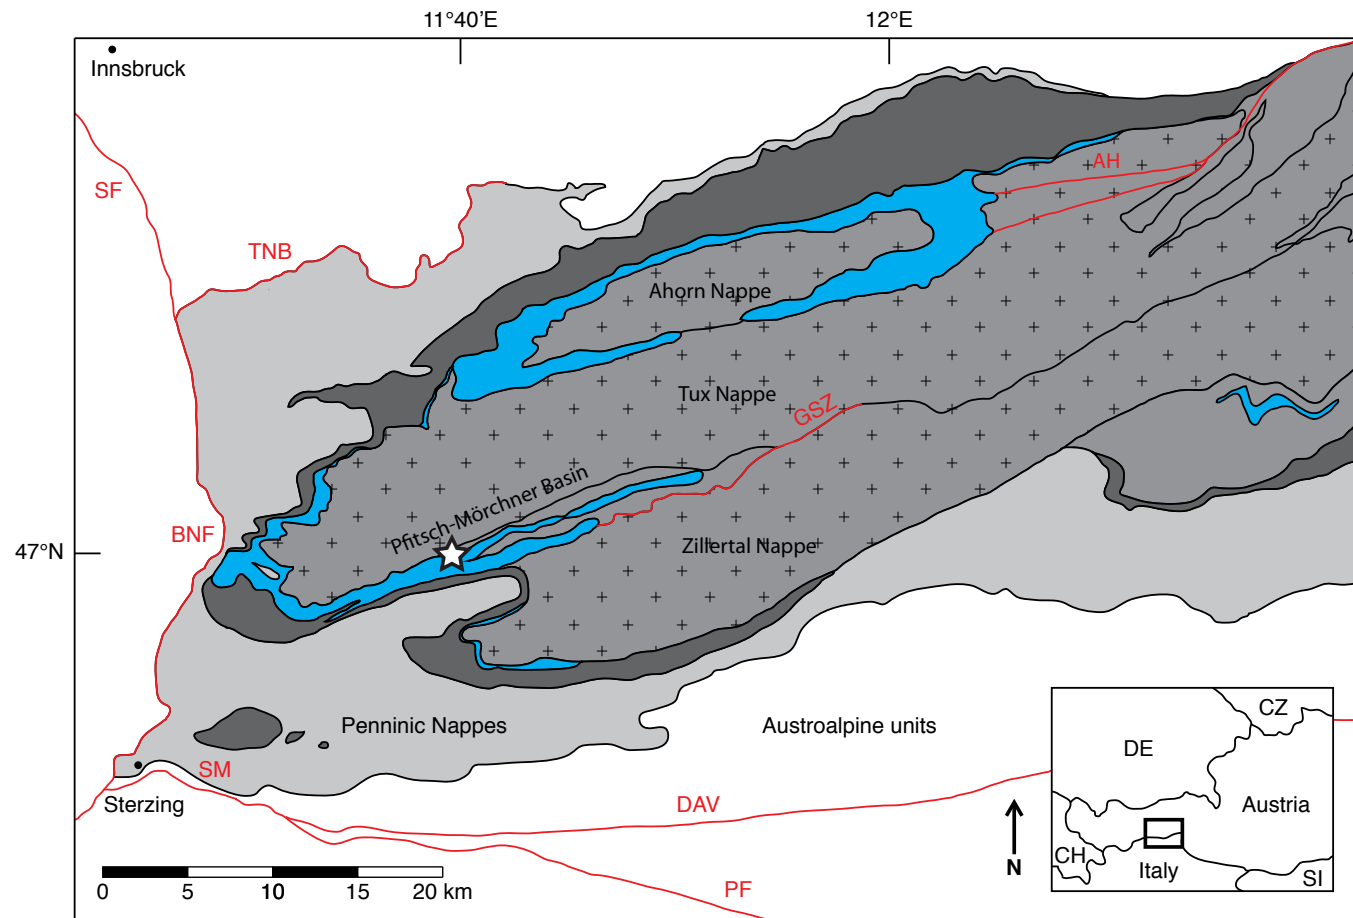 11°40'E
12°E
Innsbruck
SF
AH
TNB
Ahorn Nappe
Tux Nappe
GSZ
Pfitsch-Mörchner Basin
BNF
47°N
Zillertal Nappe
Penninic Nappes
Austroalpine units
CZ
DE
SM
Sterzing
DAV
Austria
N
CH
Italy
SI
0 5 10 15 20 km
PF